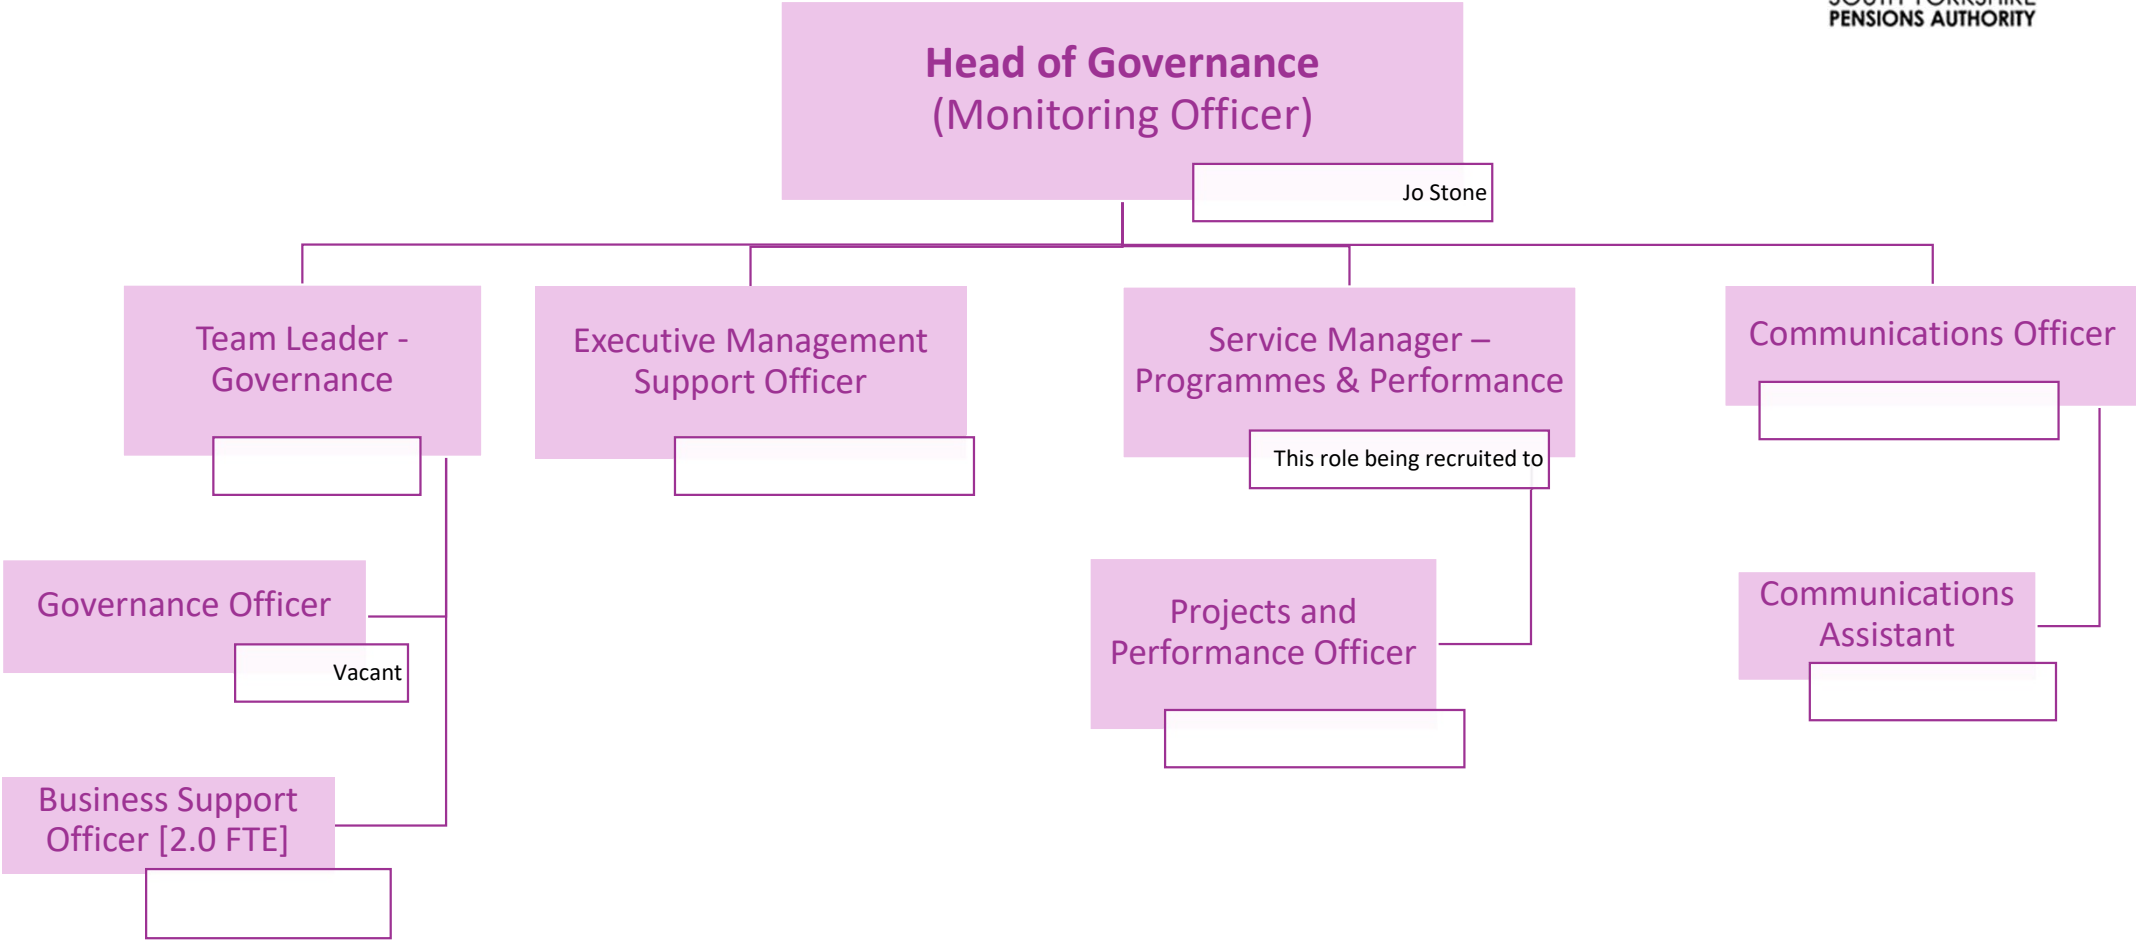 SOUTH YORKSHIRE
PENSIONS AUTHORITY
Head of Governance
(Monitoring Officer)
Jo Stone
Team Leader -
Governance
Executive Management
Support Officer
Service Manager –
Programmes & Performance
This role being recruited to
Communications Officer
Governance Officer
Vacant
Projects and
Performance Officer
Communications
Assistant
Business Support
Officer [2.0 FTE]